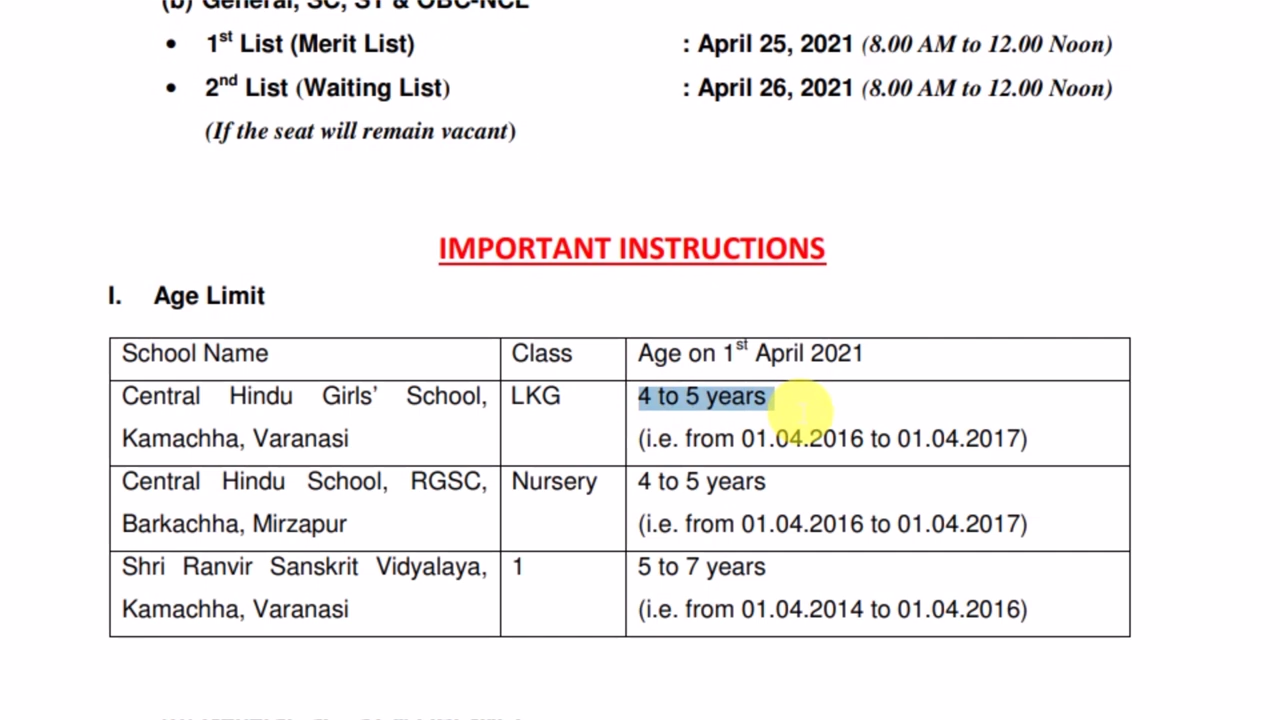 (b) General, SC, ST & OBC-NCL
• 1st List (Merit List) : April 25, 2021 (8.00 AM to 12.00 Noon)
• 2nd List (Waiting List) : April 26, 2021 (8.00 AM to 12.00 Noon)
(If the seat will remain vacant)
IMPORTANT INSTRUCTIONS
I. Age Limit
School Name Class Age on 1st April 2021
Central Hindu Girls' School, LKG 4 to 5 years
Kamachha, Varanasi (i.e. from 01.04.2016 to 01.04.2017)
Central Hindu School, RGSC, Nursery 4 to 5 years
Barkachha, Mirzapur (i.e. from 01.04.2016 to 01.04.2017)
Shri Ranvir Sanskrit Vidyalaya, 1 5 to 7 years
Kamachha, Varanasi (i.e. from 01.04.2014 to 01.04.2016)